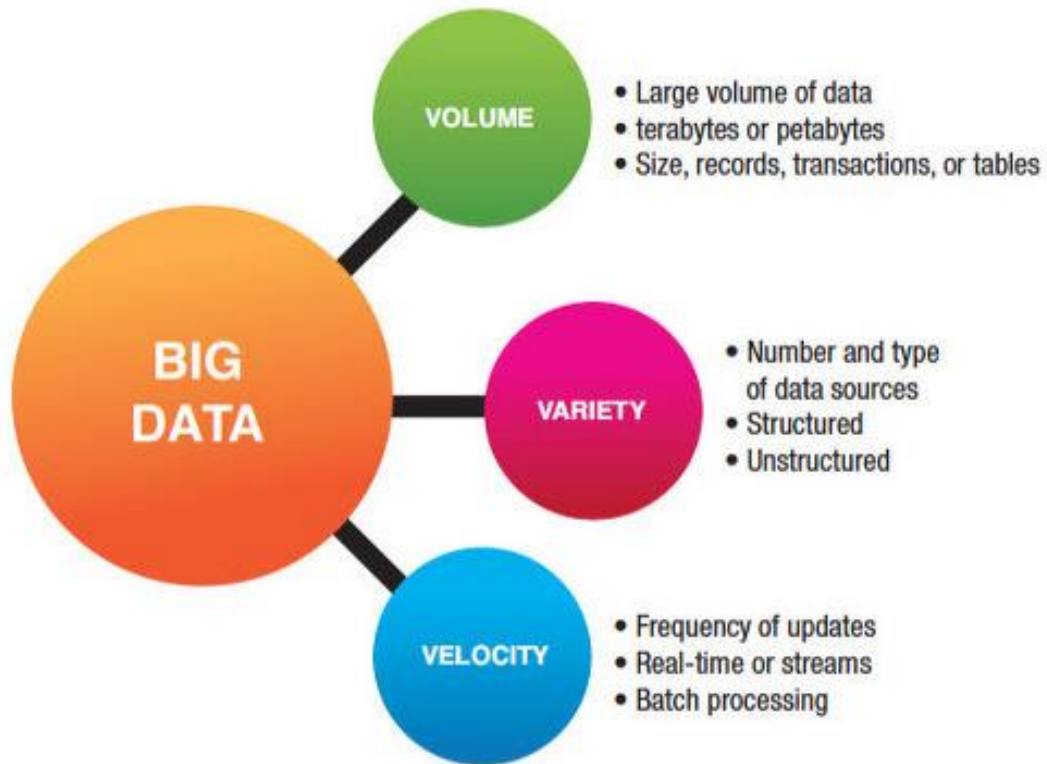 BIG
DATA
VOLUME
• Large volume of data
• terabytes or petabytes
• Size, records, transactions, or tables
VARIETY
• Number and type
of data sources
• Structured
• Unstructured
VELOCITY
• Frequency of updates
• Real-time or streams
• Batch processing